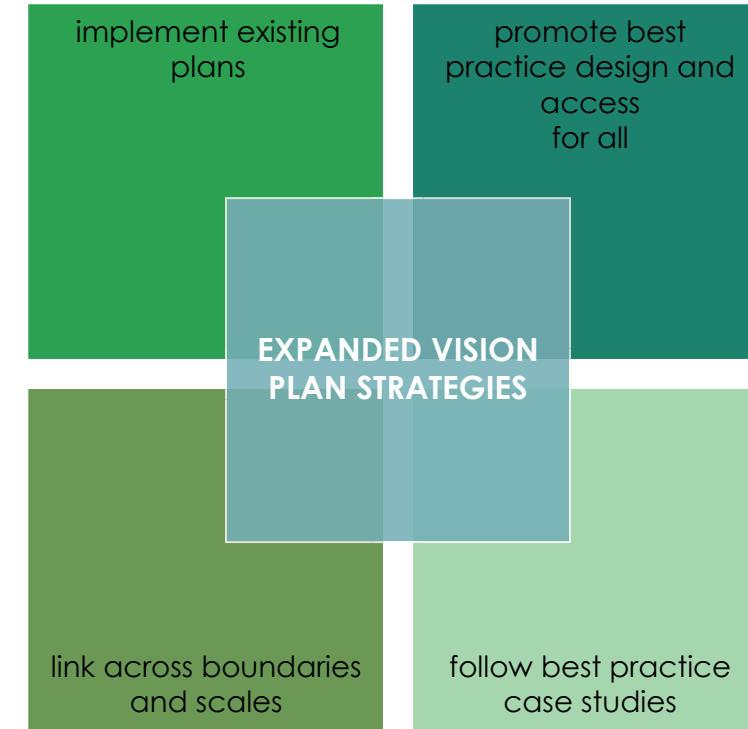 implement existing
plans
promote best
practice design and
access
for all
EXPANDED VISION
PLAN STRATEGIES
link across boundaries
and scales
follow best practice
case studies